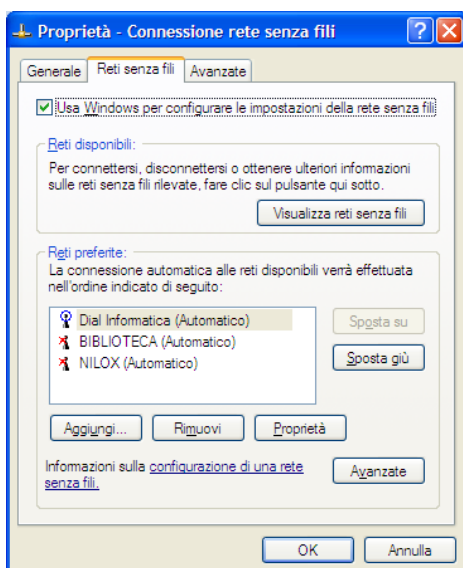 Proprietà - Connessione rete senza fili
Generale Reti senza fili Avanzate
Usa Windows per configurare le impostazioni della rete senza fili
Reti disponibili:
Per connettersi, disconnettersi o ottenere ulteriori informazioni
sulle reti senza fili rilevate, fare clic sul pulsante qui sotto.
Visualizza reti senza fili
Reti preferite:
La connessione automatica alle reti disponibili verrà effettuata
nell'ordine indicato di seguito:
Dial Informatica (Automatico)
BIBLIOTECA (Automatico)
NILOX (Automatico)
Sposta su
Sposta giù
Aggiungi... Rimuovi Proprietà
Informazioni sulla configurazione di una rete
senza fili.
Avanzate
OK Annulla